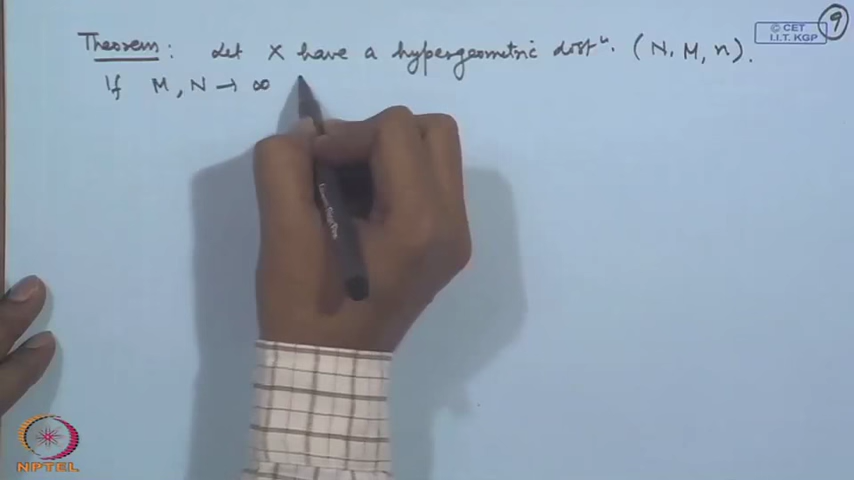 Theorem: Let X have a hypergeometric distⁿ. (N, M, n).
If M, N → ∞
© CET
I.I.T. KGP
9
NPTEL